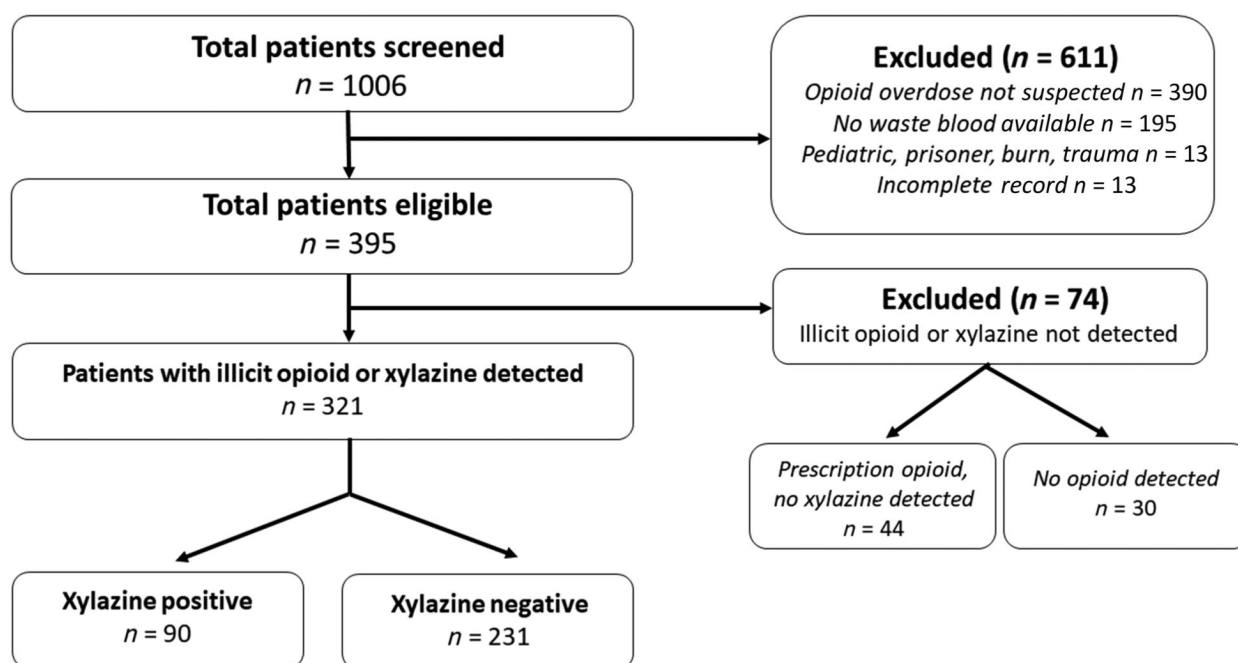 Total patients screened
n = 1006
Excluded (n = 611)
Opioid overdose not suspected n = 390
No waste blood available n = 195
Pediatric, prisoner, burn, trauma n = 13
Incomplete record n = 13
Total patients eligible
n = 395
Excluded (n = 74)
Illicit opioid or xylazine not detected
Patients with illicit opioid or xylazine detected
n = 321
Prescription opioid,
no xylazine detected
n = 44
No opioid detected
n = 30
Xylazine positive
n = 90
Xylazine negative
n = 231